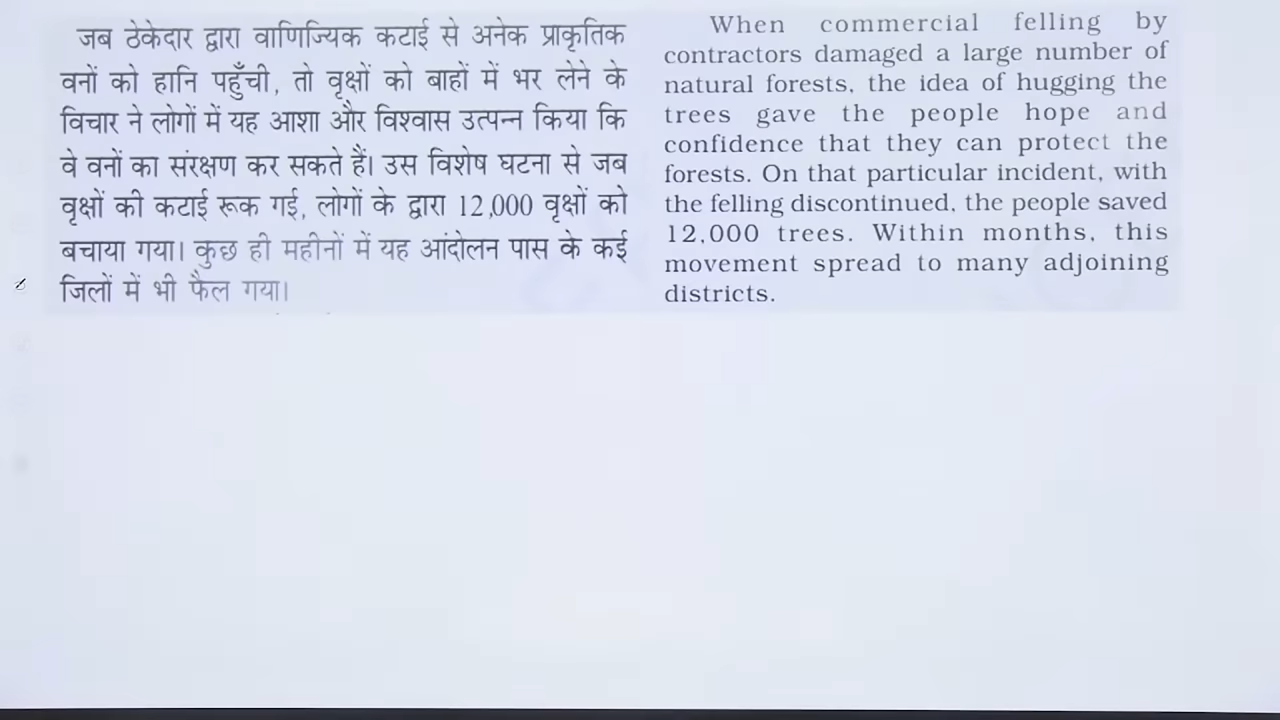 जब ठेकेदार द्वारा वाणिज्यिक कटाई से अनेक प्राकृतिक
वनों को हानि पहुँची, तो वृक्षों को बाहों में भर लेने के
विचार ने लोगों में यह आशा और विश्वास उत्पन्न किया कि
वे वनों का संरक्षण कर सकते हैं। उस विशेष घटना से जब
वृक्षों की कटाई रूक गई, लोगों के द्वारा 12,000 वृक्षों को
बचाया गया। कुछ ही महीनों में यह आंदोलन पास के कई
जिलों में भी फैल गया।
When commercial felling by
contractors damaged a large number of
natural forests, the idea of hugging the
trees gave the people hope and
confidence that they can protect the
forests. On that particular incident, with
the felling discontinued, the people saved
12,000 trees. Within months, this
movement spread to many adjoining
districts.